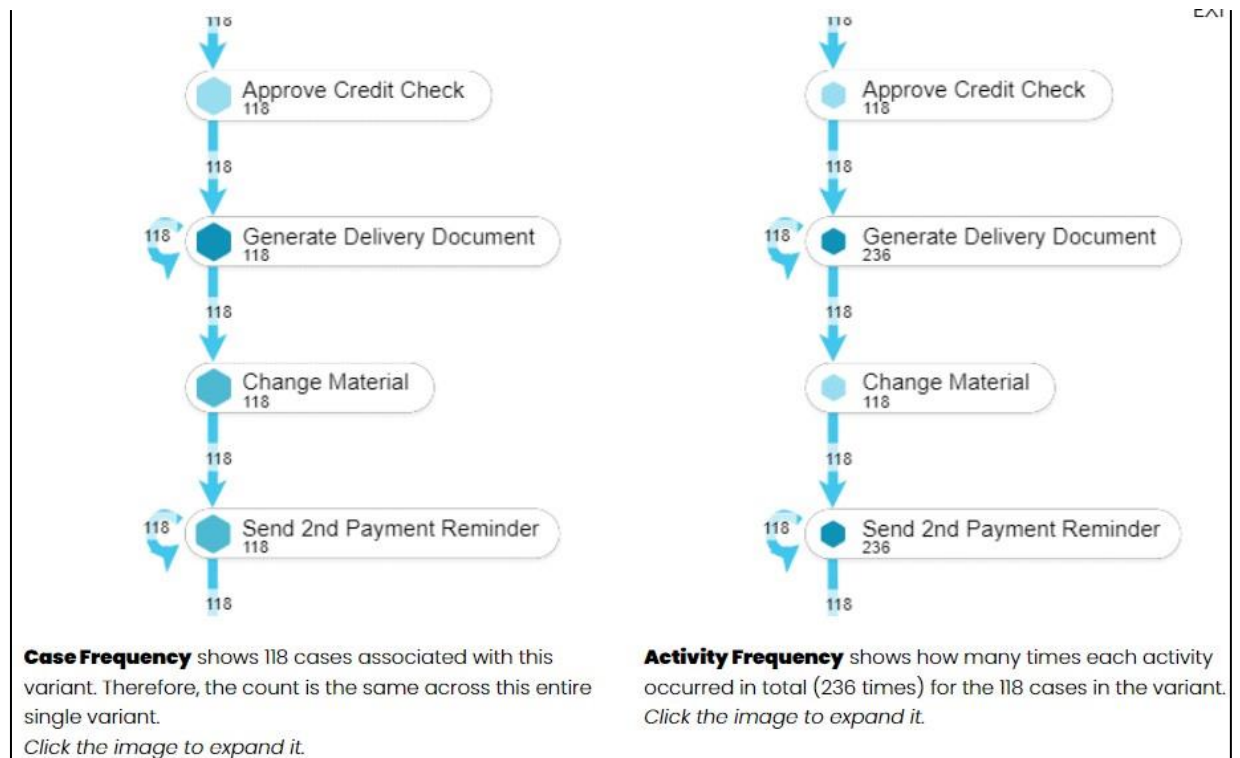 118
Approve Credit Check
118
118
118
Generate Delivery Document
118
118
Change Material
118
118
118
Send 2nd Payment Reminder
118
118
118
Approve Credit Check
118
118
118
Generate Delivery Document
236
118
Change Material
118
118
118
Send 2nd Payment Reminder
236
118
Case Frequency shows 118 cases associated with this
variant. Therefore, the count is the same across this entire
single variant.
Click the image to expand it.
Activity Frequency shows how many times each activity
occurred in total (236 times) for the 118 cases in the variant.
Click the image to expand it.